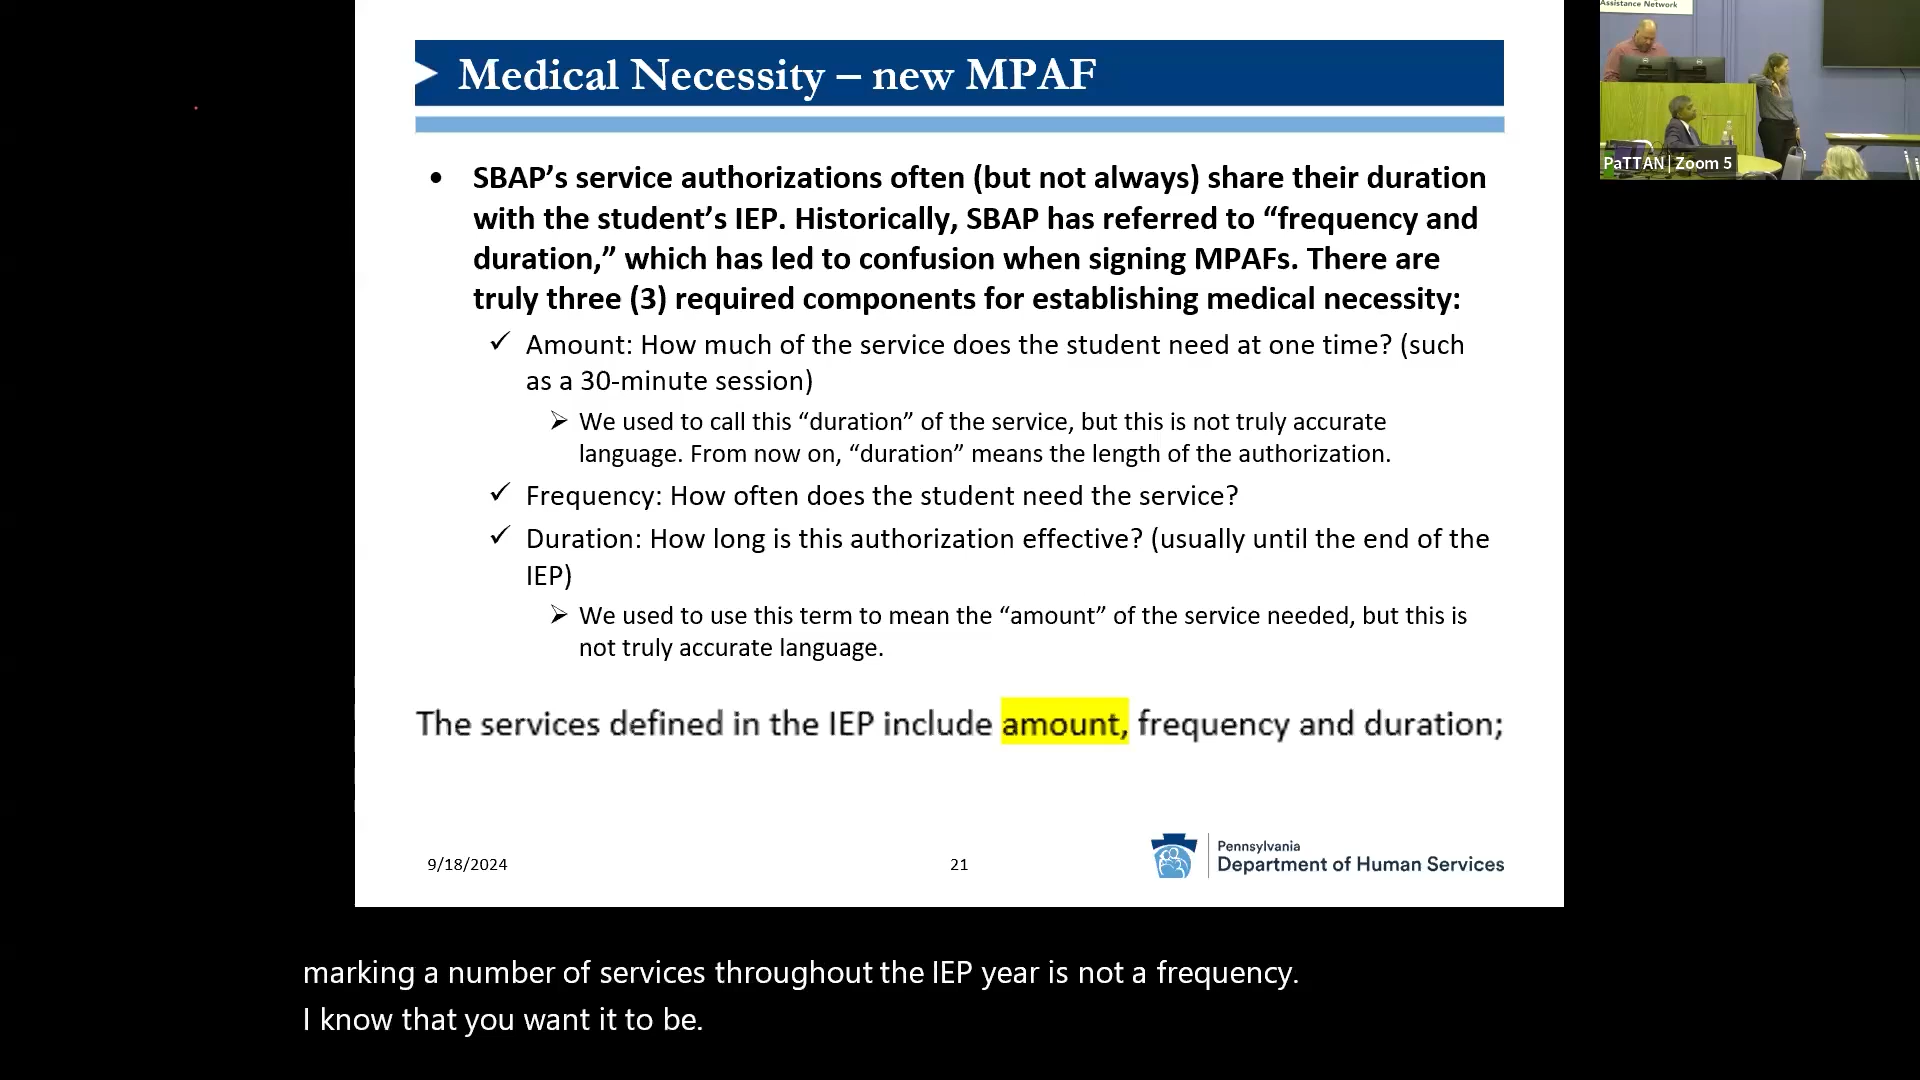 Medical Necessity – new MPAF
Assistance Network
PaTTAN | Zoom 5
• SBAP’s service authorizations often (but not always) share their duration
with the student’s IEP. Historically, SBAP has referred to “frequency and
duration,” which has led to confusion when signing MPAFs. There are
truly three (3) required components for establishing medical necessity:
✓ Amount: How much of the service does the student need at one time? (such
as a 30-minute session)
➢ We used to call this “duration” of the service, but this is not truly accurate
language. From now on, “duration” means the length of the authorization.
✓ Frequency: How often does the student need the service?
✓ Duration: How long is this authorization effective? (usually until the end of the
IEP)
➢ We used to use this term to mean the “amount” of the service needed, but this is
not truly accurate language.
The services defined in the IEP include amount, frequency and duration;
9/18/2024
21
Pennsylvania
Department of Human Services
marking a number of services throughout the IEP year is not a frequency.
I know that you want it to be.